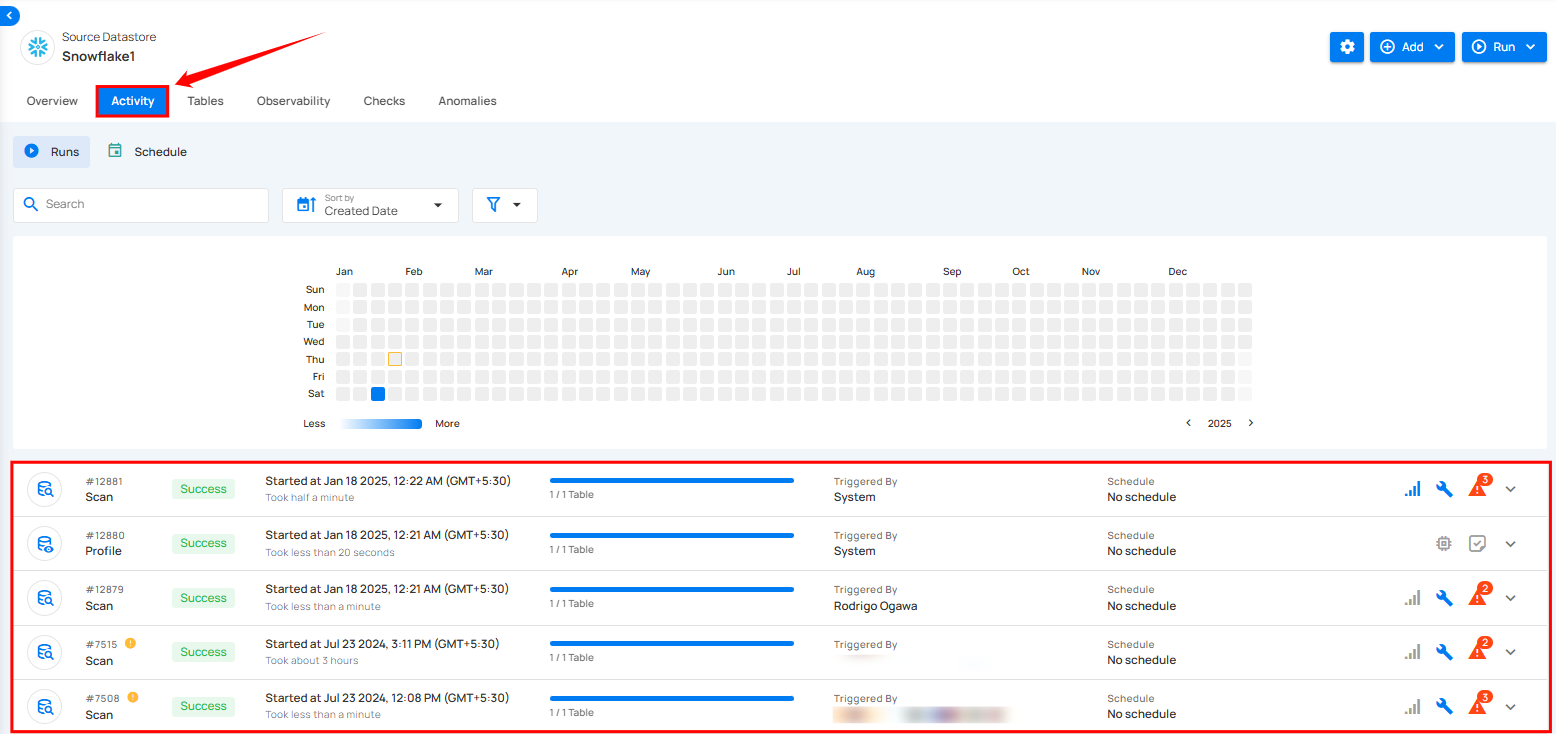 Source Datastore
Snowflake1
Add
Run
Overview
Activity
Tables
Observability
Checks
Anomalies
Runs
Schedule
Search
Sort by
Created Date
Jan Feb Mar Apr May Jun Jul Aug Sep Oct Nov Dec
Sun
Mon
Tue
Wed
Thu
Fri
Sat
Less
More
2025
#12881
Scan
Success
Started at Jan 18 2025, 12:22 AM (GMT+5:30)
Took half a minute
1 / 1 Table
Triggered By
System
Schedule
No schedule
3
#12880
Profile
Success
Started at Jan 18 2025, 12:21 AM (GMT+5:30)
Took less than 20 seconds
1 / 1 Table
Triggered By
System
Schedule
No schedule
#12879
Scan
Success
Started at Jan 18 2025, 12:21 AM (GMT+5:30)
Took less than a minute
1 / 1 Table
Triggered By
Rodrigo Ogawa
Schedule
No schedule
2
#7515
Scan
Success
Started at Jul 23 2024, 3:11 PM (GMT+5:30)
Took about 3 hours
1 / 1 Table
Triggered By
Schedule
No schedule
2
#7508
Scan
Success
Started at Jul 23 2024, 12:08 PM (GMT+5:30)
Took less than a minute
1 / 1 Table
Triggered By
Schedule
No schedule
3